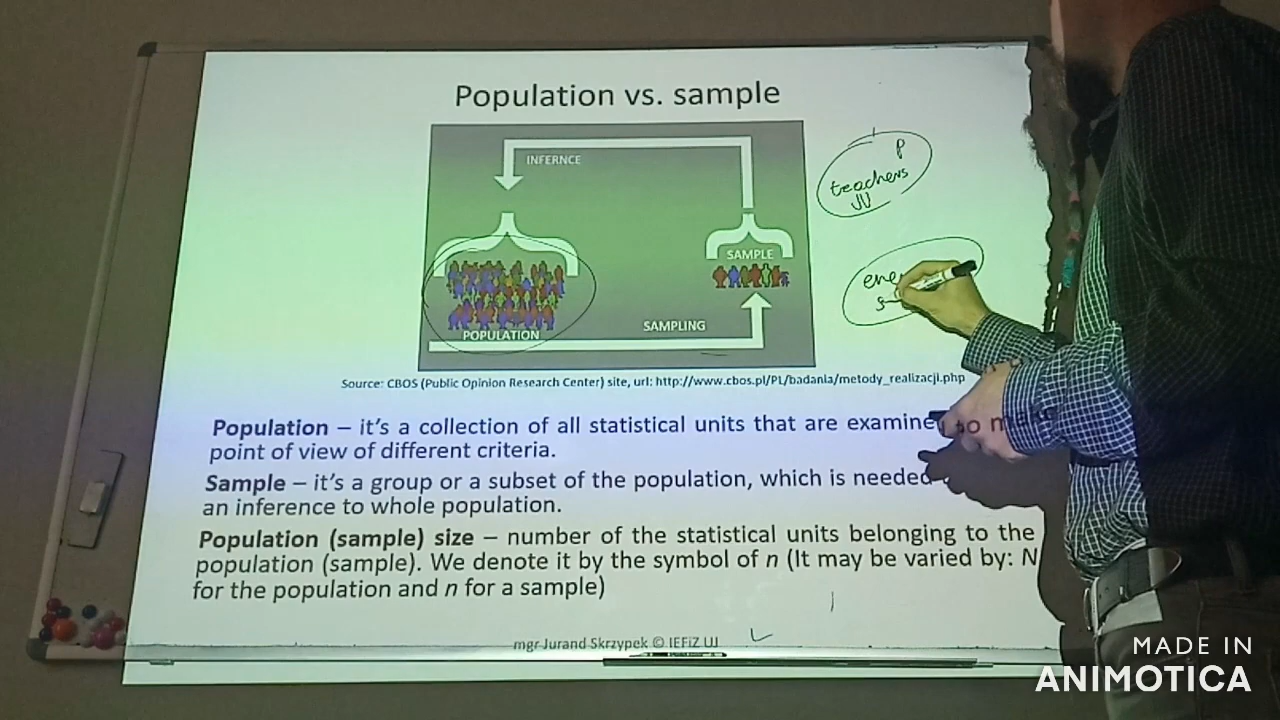 Population vs. sample
INFERNCE
P
teachers
JU
SAMPLE
SAMPLING
POPULATION
Source: CBOS (Public Opinion Research Center) site, url: http://www.cbos.pl/PL/badania/metody_realizacji.php
Population – it's a collection of all statistical units that are examined to make
point of view of different criteria.
Sample – it's a group or a subset of the population, which is needed
an inference to whole population.
Population (sample) size – number of the statistical units belonging to the
population (sample). We denote it by the symbol of n (It may be varied by: N
for the population and n for a sample)
mgr Jurand Skrzypek © IEFiZ UJ
MADE IN
ANIMOTICA